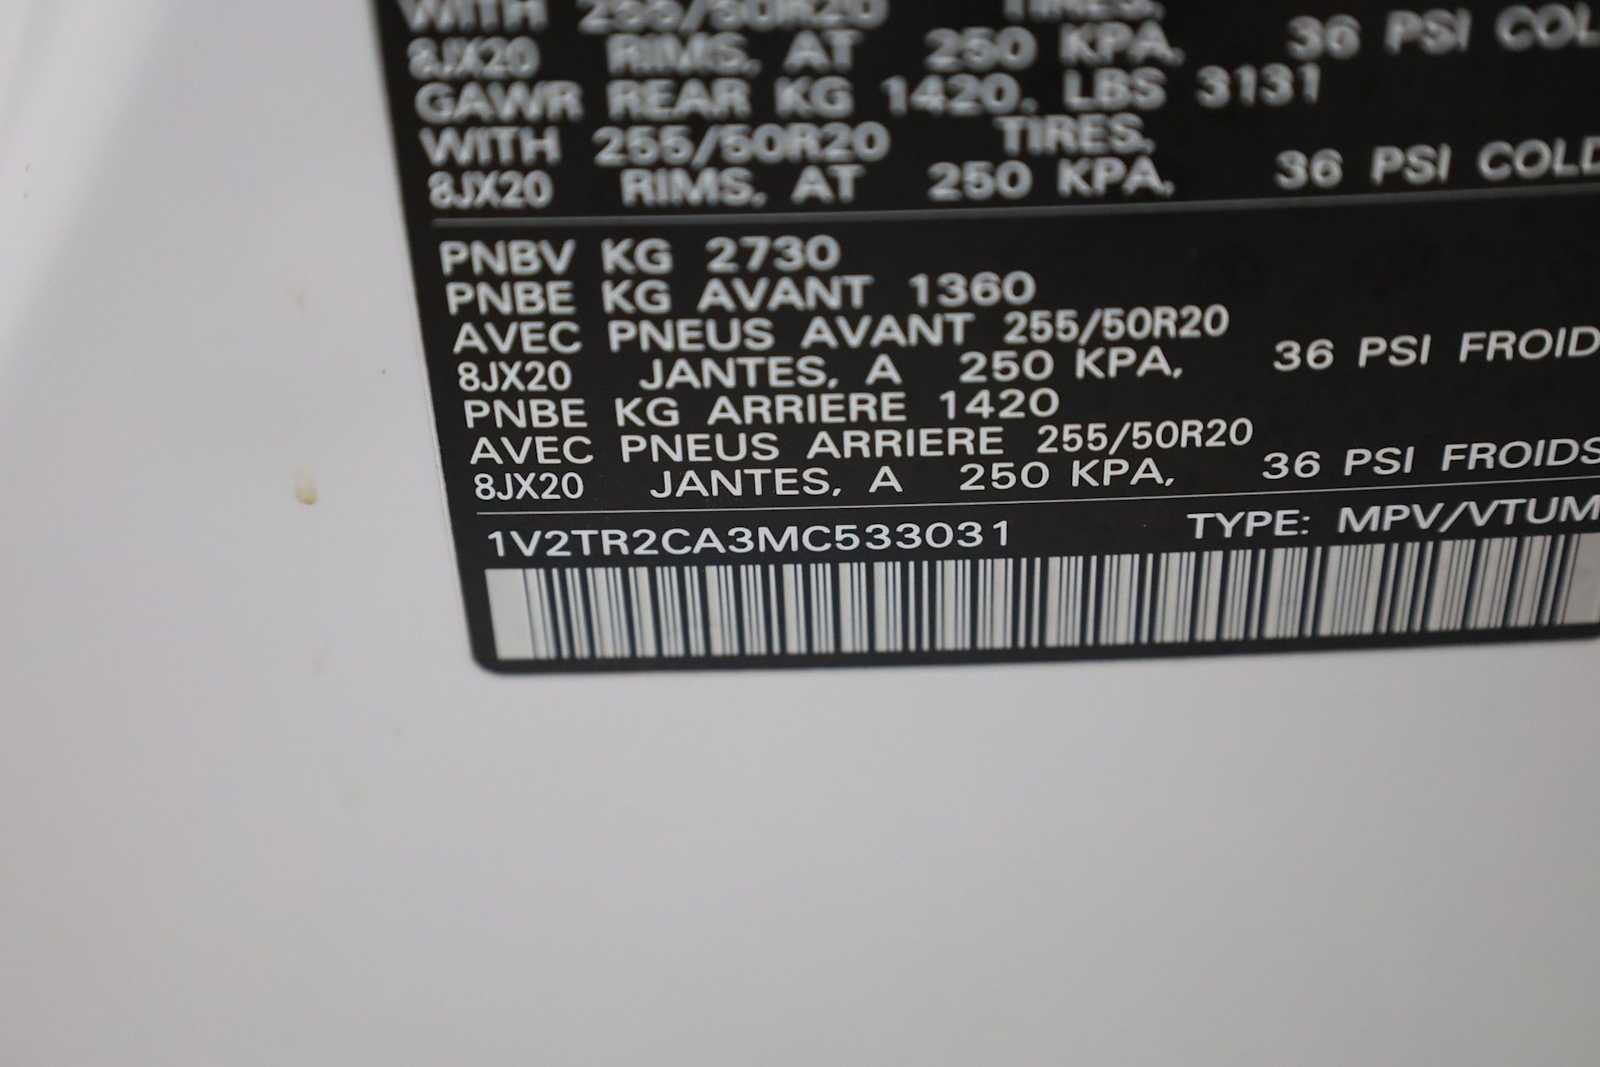 WITH 255/50R20 TIRES,
8JX20 RIMS, AT 250 KPA, 36 PSI COL
GAWR REAR KG 1420. LBS 3131
WITH 255/50R20 TIRES,
8JX20 RIMS, AT 250 KPA, 36 PSI COLD
PNBV KG 2730
PNBE KG AVANT 1360
AVEC PNEUS AVANT 255/50R20
8JX20 JANTES, A 250 KPA, 36 PSI FROID
PNBE KG ARRIERE 1420
AVEC PNEUS ARRIERE 255/50R20
8JX20 JANTES, A 250 KPA, 36 PSI FROIDS
1V2TR2CA3MC533031 TYPE: MPV/VTUM